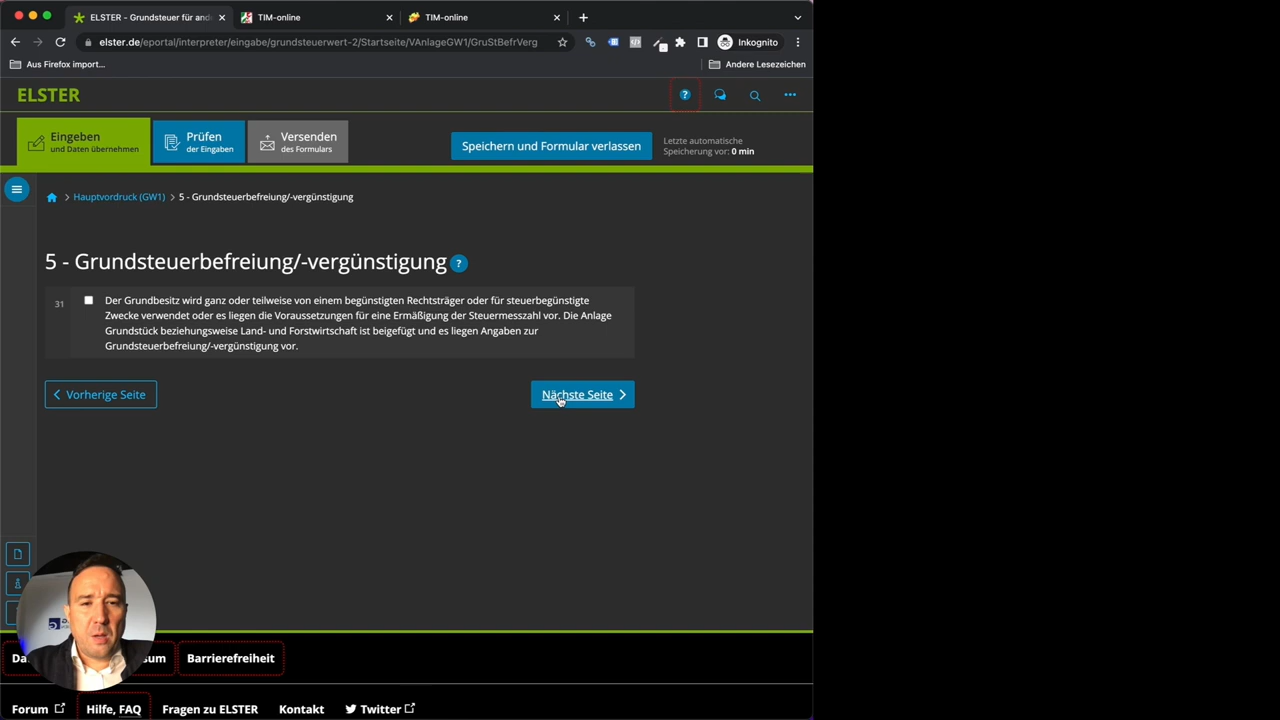 ELSTER - Grundsteuer für and
TIM-online
TIM-online
elster.de/eportal/interpreter/eingabe/grundsteuerwert-2/Startseite/VAnlageGW1/GruStBefrVerg
Inkognito
Aus Firefox import...
Andere Lesezeichen
ELSTER
Eingeben
und Daten übernehmen
Prüfen
der Eingaben
Versenden
des Formulars
Speichern und Formular verlassen
Letzte automatische
Speicherung vor: 0 min
Hauptvordruck (GW1) > 5 - Grundsteuerbefreiung/-vergünstigung
5 - Grundsteuerbefreiung/-vergünstigung ?
31 Der Grundbesitz wird ganz oder teilweise von einem begünstigten Rechtsträger oder für steuerbegünstigte
Zwecke verwendet oder es liegen die Voraussetzungen für eine Ermäßigung der Steuermesszahl vor. Die Anlage
Grundstück beziehungsweise Land- und Forstwirtschaft ist beigefügt und es liegen Angaben zur
Grundsteuerbefreiung/-vergünstigung vor.
Vorherige Seite
Nächste Seite
Barrierefreiheit
Forum
Hilfe, FAQ
Fragen zu ELSTER
Kontakt
Twitter